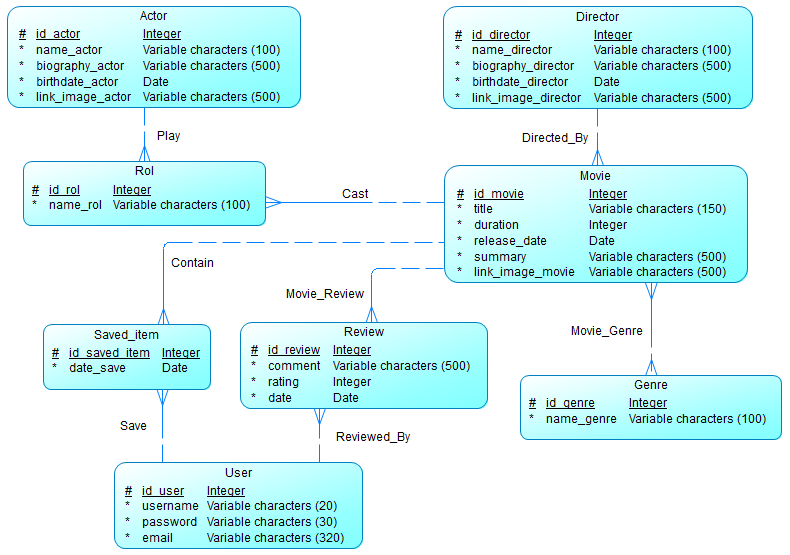 Actor
# id_actor Integer
* name_actor Variable characters (100)
* biography_actor Variable characters (500)
* birthdate_actor Date
* link_image_actor Variable characters (500)
Director
# id_director Integer
* name_director Variable characters (100)
* biography_director Variable characters (500)
* birthdate_director Date
* link_image_director Variable characters (500)
Play
Directed_By
Rol
# id_rol Integer
* name_rol Variable characters (100)
Cast
Movie
# id_movie Integer
* title Variable characters (150)
* duration Integer
* release_date Date
* summary Variable characters (500)
* link_image_movie Variable characters (500)
Contain
Movie_Review
Movie_Genre
Saved_item
# id_saved_item Integer
* date_save Date
Review
# id_review Integer
* comment Variable characters (500)
* rating Integer
* date Date
Genre
# id_genre Integer
* name_genre Variable characters (100)
Save
Reviewed_By
User
# id_user Integer
* username Variable characters (20)
* password Variable characters (30)
* email Variable characters (320)